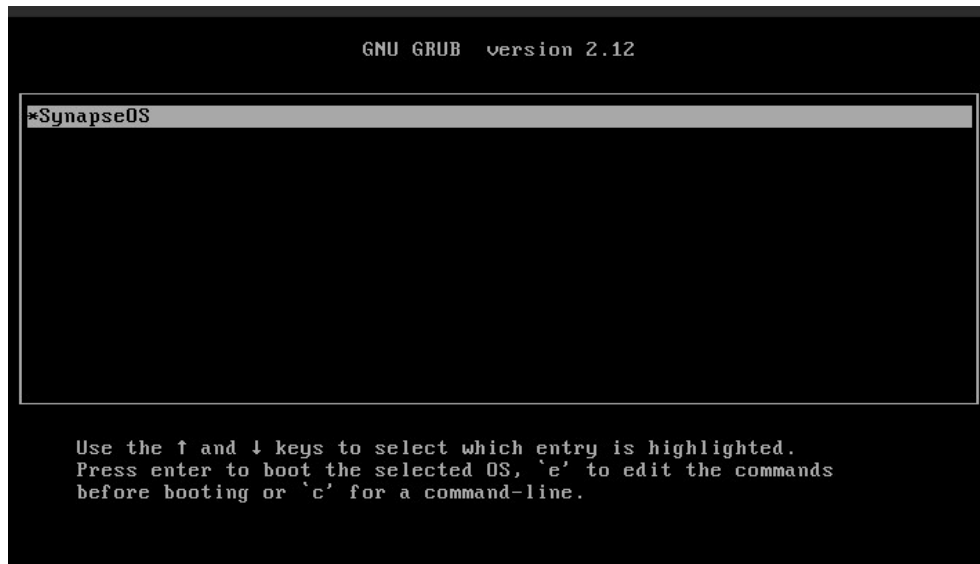 GNU GRUB  version 2.12
*SynapseOS
Use the ↑ and ↓ keys to select which entry is highlighted.
Press enter to boot the selected OS, `e' to edit the commands
before booting or `c' for a command-line.